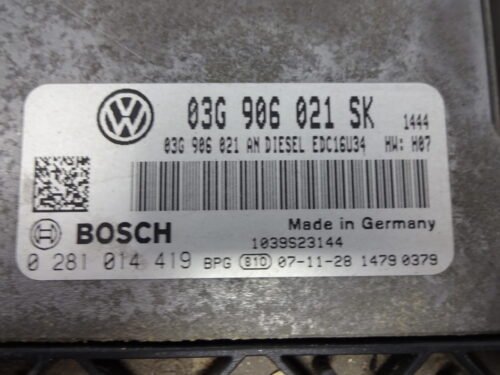 03G 906 021 SK 1444
03G 906 021 AN DIESEL EDC16U34 HW: H07
BOSCH Made in Germany
1039S23144
0 281 014 419 BPG 810 07-11-28 1479 0379